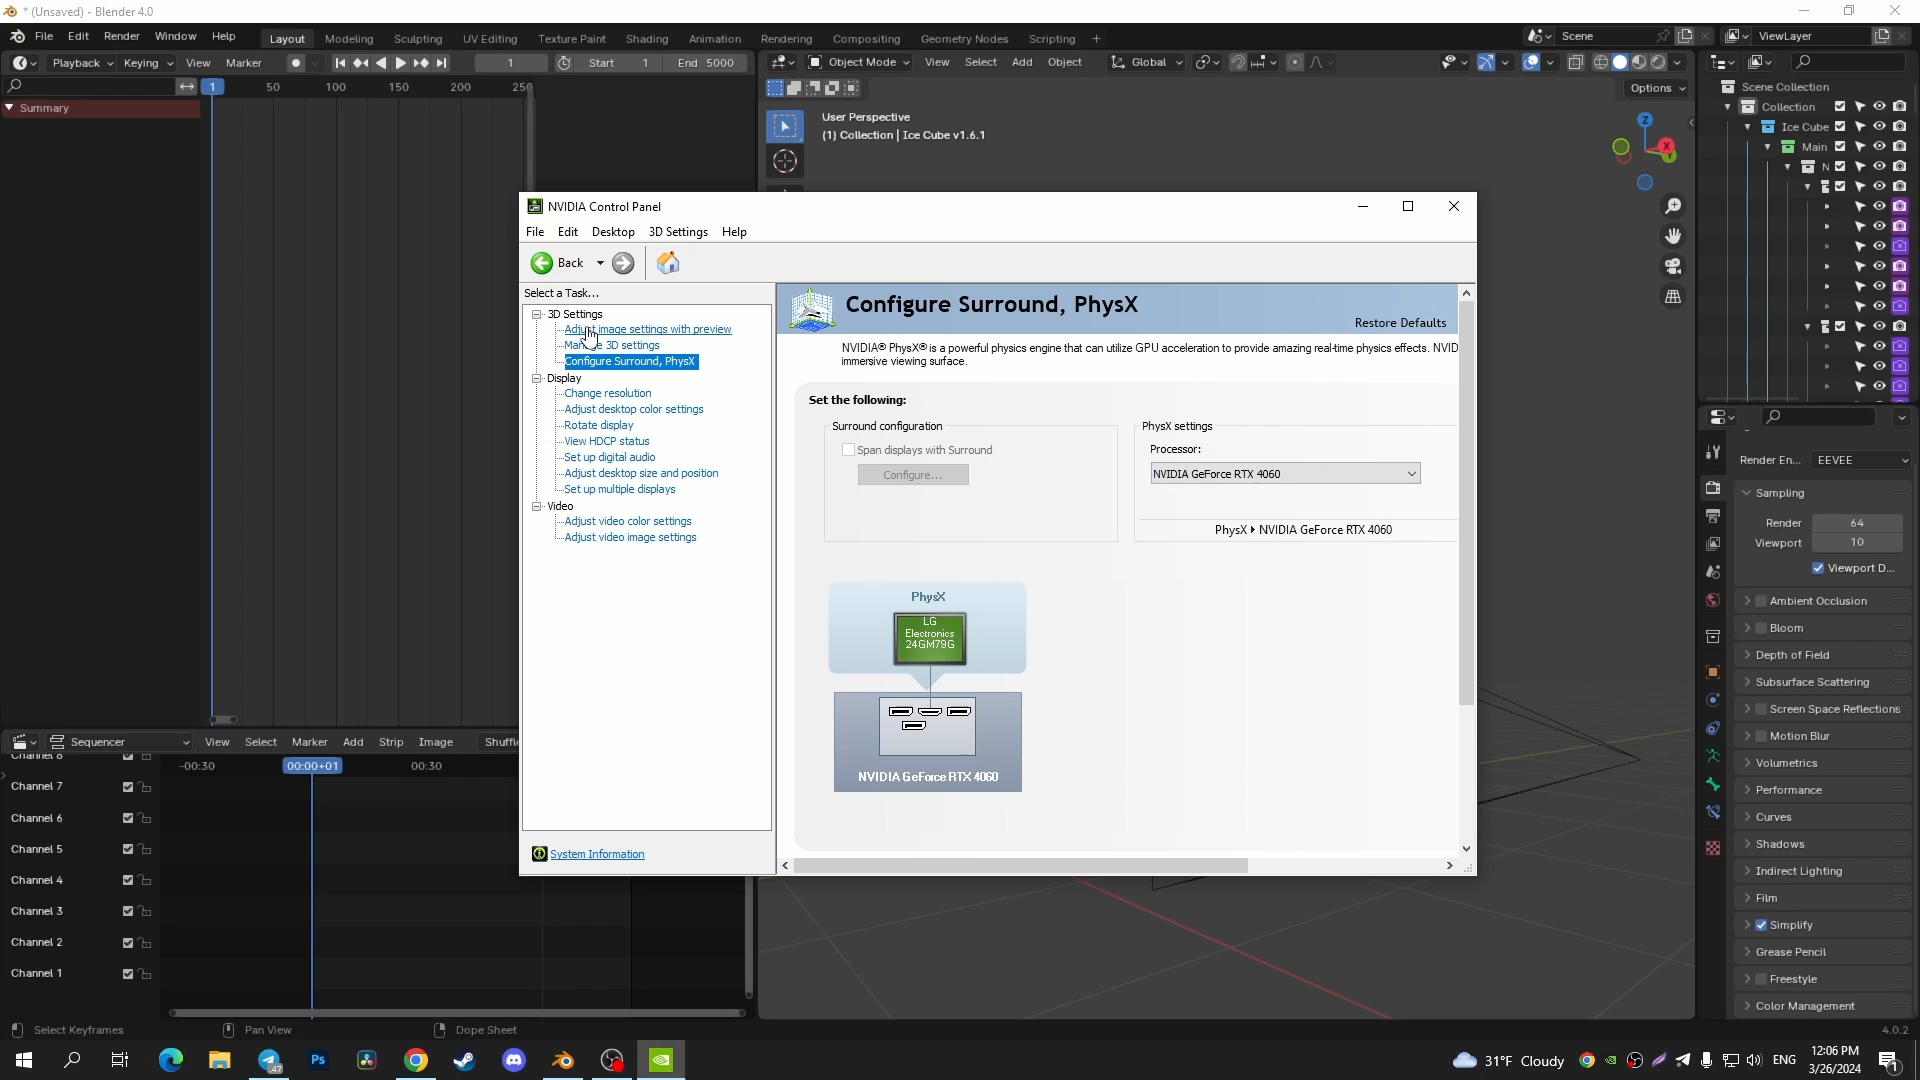 * (Unsaved) - Blender 4.0
File Edit Render Window Help
Layout Modeling Sculpting UV Editing Texture Paint Shading Animation Rendering Compositing Geometry Nodes Scripting +
Scene
ViewLayer
Playback Keying View Marker
1
Start 1
End 5000
Object Mode View Select Add Object
Global
1 50 100 150 200 250
Summary
Options
User Perspective
(1) Collection | Ice Cube v1.6.1
Z
X
Y
Scene Collection
Collection
Ice Cube
Main
N
NVIDIA Control Panel
File Edit Desktop 3D Settings Help
Back
Select a Task...
3D Settings
Adjust image settings with preview
3D settings
Configure Surround, PhysX
Display
Change resolution
Adjust desktop color settings
Rotate display
View HDCP status
Set up digital audio
Adjust desktop size and position
Set up multiple displays
Video
Adjust video color settings
Adjust video image settings
System Information
Configure Surround, PhysX
Restore Defaults
NVIDIA® PhysX® is a powerful physics engine that can utilize GPU acceleration to provide amazing real-time physics effects. NVID
immersive viewing surface.
Set the following:
Surround configuration
Span displays with Surround
Configure...
PhysX settings
Processor:
NVIDIA GeForce RTX 4060
PhysX NVIDIA GeForce RTX 4060
PhysX
LG
Electronics
24GM79G
NVIDIA GeForce RTX 4060
Render En... EEVEE
Sampling
Render 64
Viewport 10
Viewport D...
Ambient Occlusion
Bloom
Depth of Field
Subsurface Scattering
Screen Space Reflections
Motion Blur
Volumetrics
Performance
Curves
Shadows
Indirect Lighting
Film
Simplify
Grease Pencil
Freestyle
Color Management
Sequencer View Select Marker Add Strip Image Shuffle
-00:30 00:00+01 00:30
Channel 8
Channel 7
Channel 6
Channel 5
Channel 4
Channel 3
Channel 2
Channel 1
Select Keyframes
Pan View
Dope Sheet
4.0.2
47
Ps
31°F Cloudy
ENG
12:06 PM
3/26/2024
1